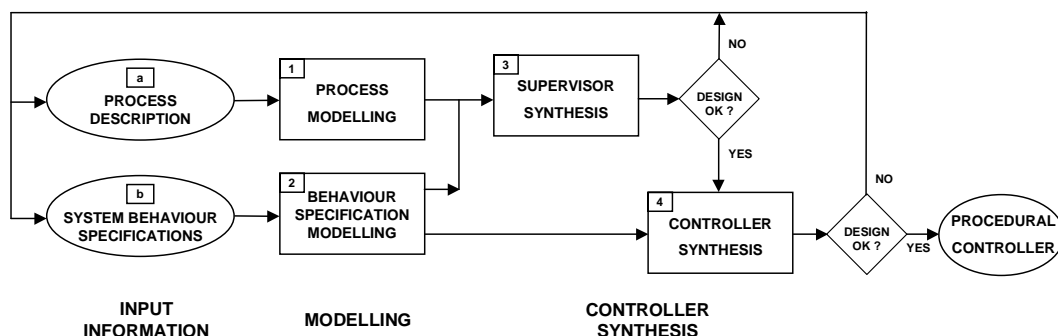 NO
a
PROCESS
DESCRIPTION
1
PROCESS
MODELLING
3
SUPERVISOR
SYNTHESIS
DESIGN
OK ?
YES
NO
b
SYSTEM BEHAVIOUR
SPECIFICATIONS
2
BEHAVIOUR
SPECIFICATION
MODELLING
4
CONTROLLER
SYNTHESIS
DESIGN
OK ?
YES
PROCEDURAL
CONTROLLER
INPUT
INFORMATION
MODELLING
CONTROLLER
SYNTHESIS